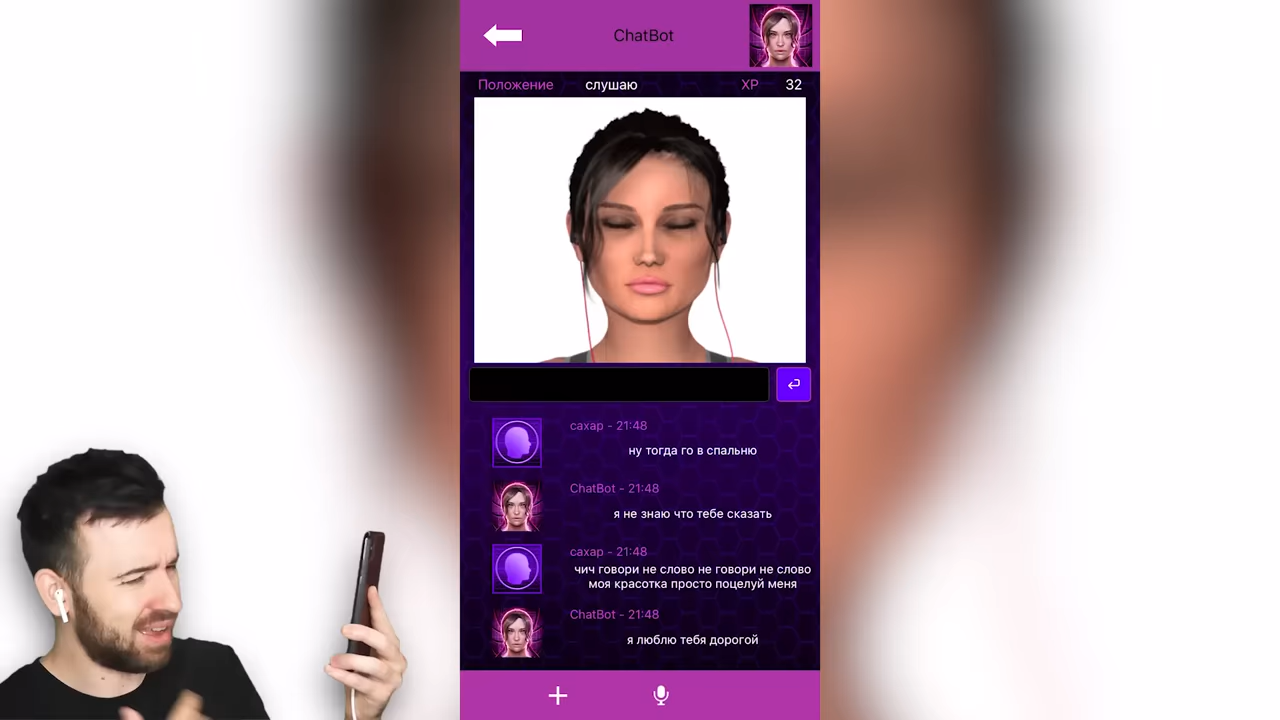 ChatBot
Положение слушаю XP 32
сахар - 21:48
ну тогда го в спальню
ChatBot - 21:48
я не знаю что тебе сказать
сахар - 21:48
чич говори не слово не говори не слово
моя красотка просто поцелуй меня
ChatBot - 21:48
я люблю тебя дорогой